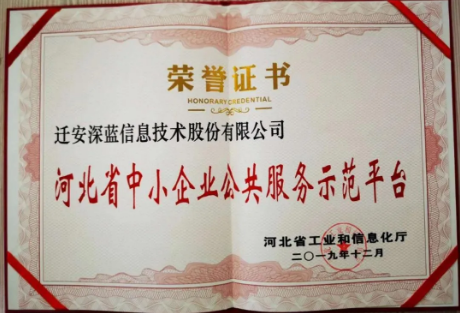 荣誉证书
HONORARY CREDENTIAL
迁安深蓝信息技术股份有限公司
河北省中小企业公共服务示范平台
河北省工业和信息化厅
二〇一九年十二月